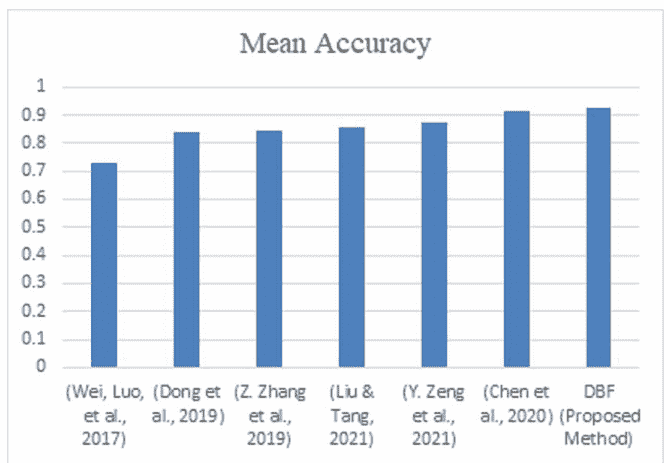 Mean Accuracy
1
0.9
0.8
0.7
0.6
0.5
0.4
0.3
0.2
0.1
0
(Wei, Luo, et al., 2017)
(Dong et al., 2019)
(Z. Zhang et al., 2019)
(Liu & Tang, 2021)
(Y. Zeng et al., 2021)
(Chen et al., 2020)
DBF (Proposed Method)